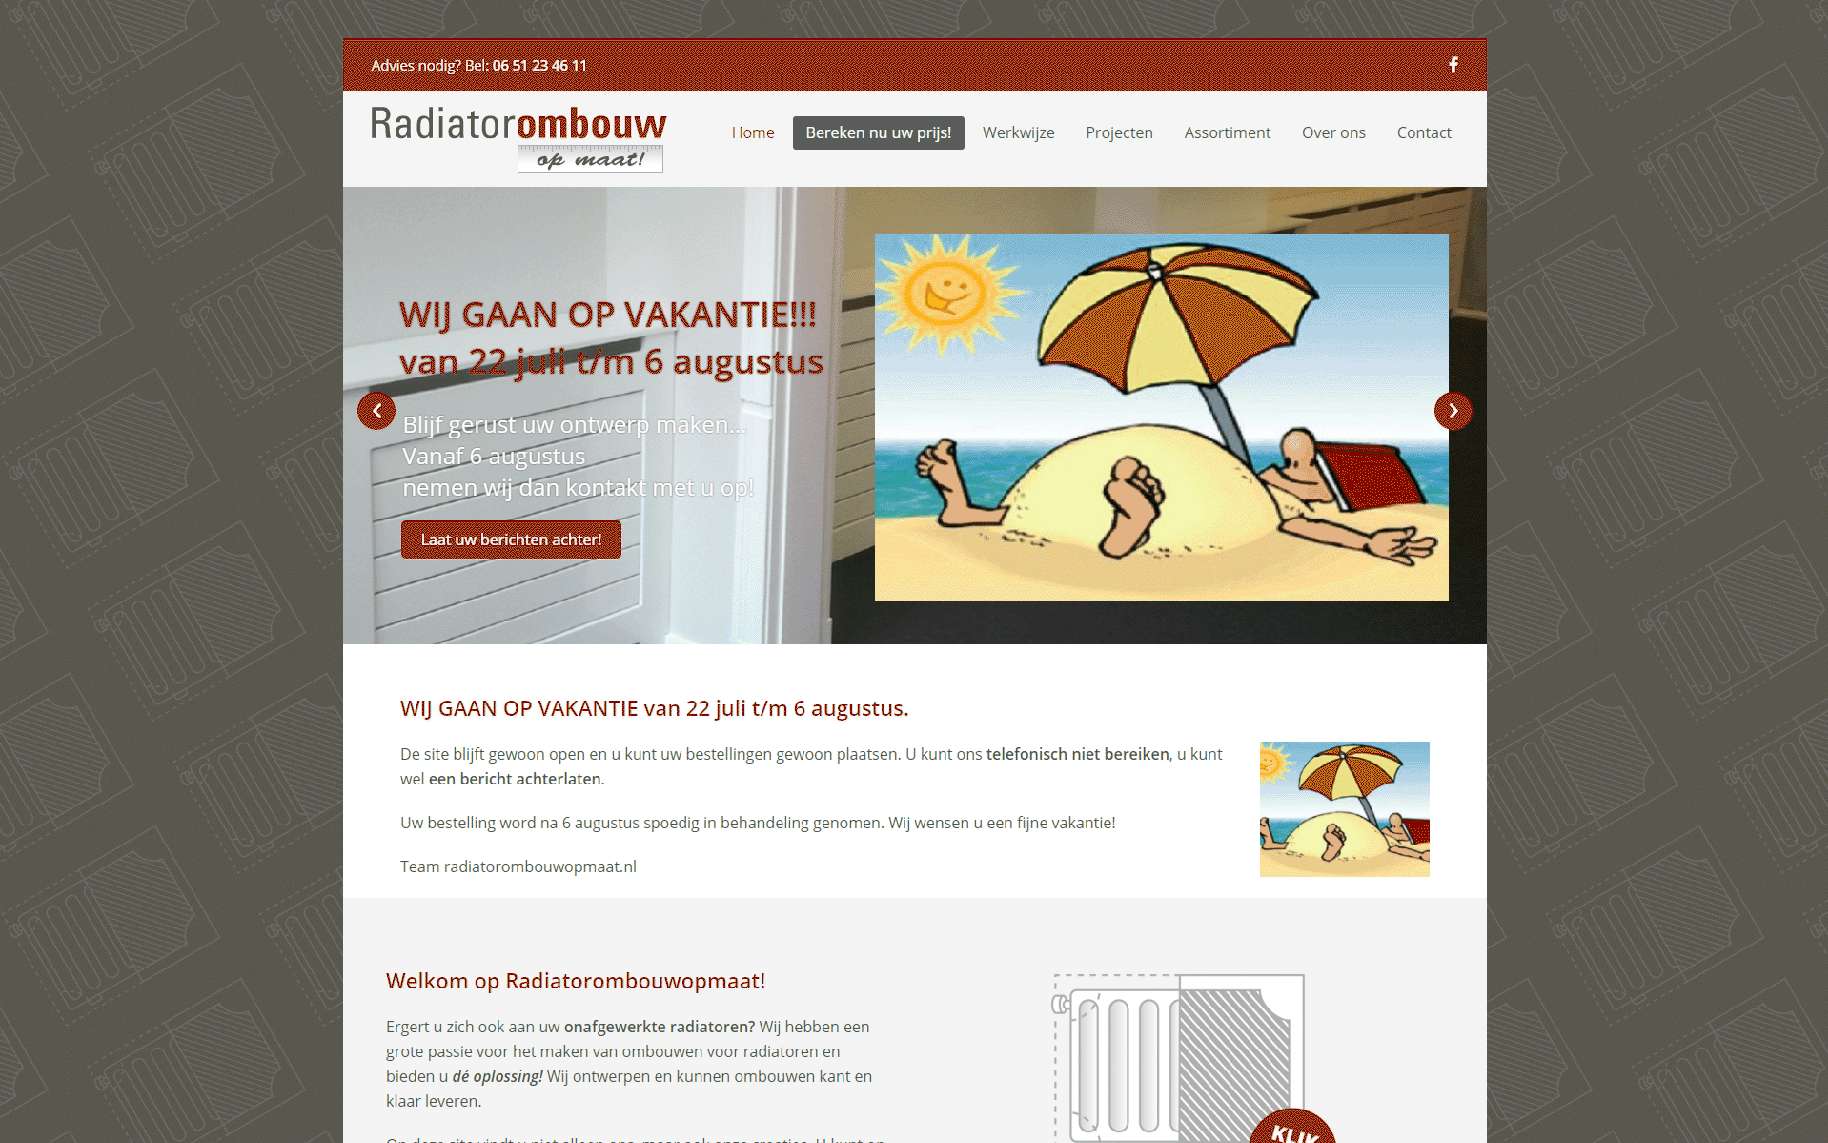 Advies nodig? Bel: 06 51 23 46 11
Radiatorombouw
op maat!
Home
Bereken nu uw prijs!
Werkwijze
Projecten
Assortiment
Over ons
Contact
WIJ GAAN OP VAKANTIE!!!
van 22 juli t/m 6 augustus
Blijf gerust uw ontwerp maken...
Vanaf 6 augustus
nemen wij dan kontakt met u op!
Laat uw berichten achter!
WIJ GAAN OP VAKANTIE van 22 juli t/m 6 augustus.
De site blijft gewoon open en u kunt uw bestellingen gewoon plaatsen. U kunt ons telefonisch niet bereiken, u kunt
wel een bericht achterlaten.
Uw bestelling word na 6 augustus spoedig in behandeling genomen. Wij wensen u een fijne vakantie!
Team radiatorombouwopmaat.nl
Welkom op Radiatorombouwopmaat!
Ergert u zich ook aan uw onafgewerkte radiatoren? Wij hebben een
grote passie voor het maken van ombouwen voor radiatoren en
bieden u dé oplossing! Wij ontwerpen en kunnen ombouwen kant en
klaar leveren.
KLIK